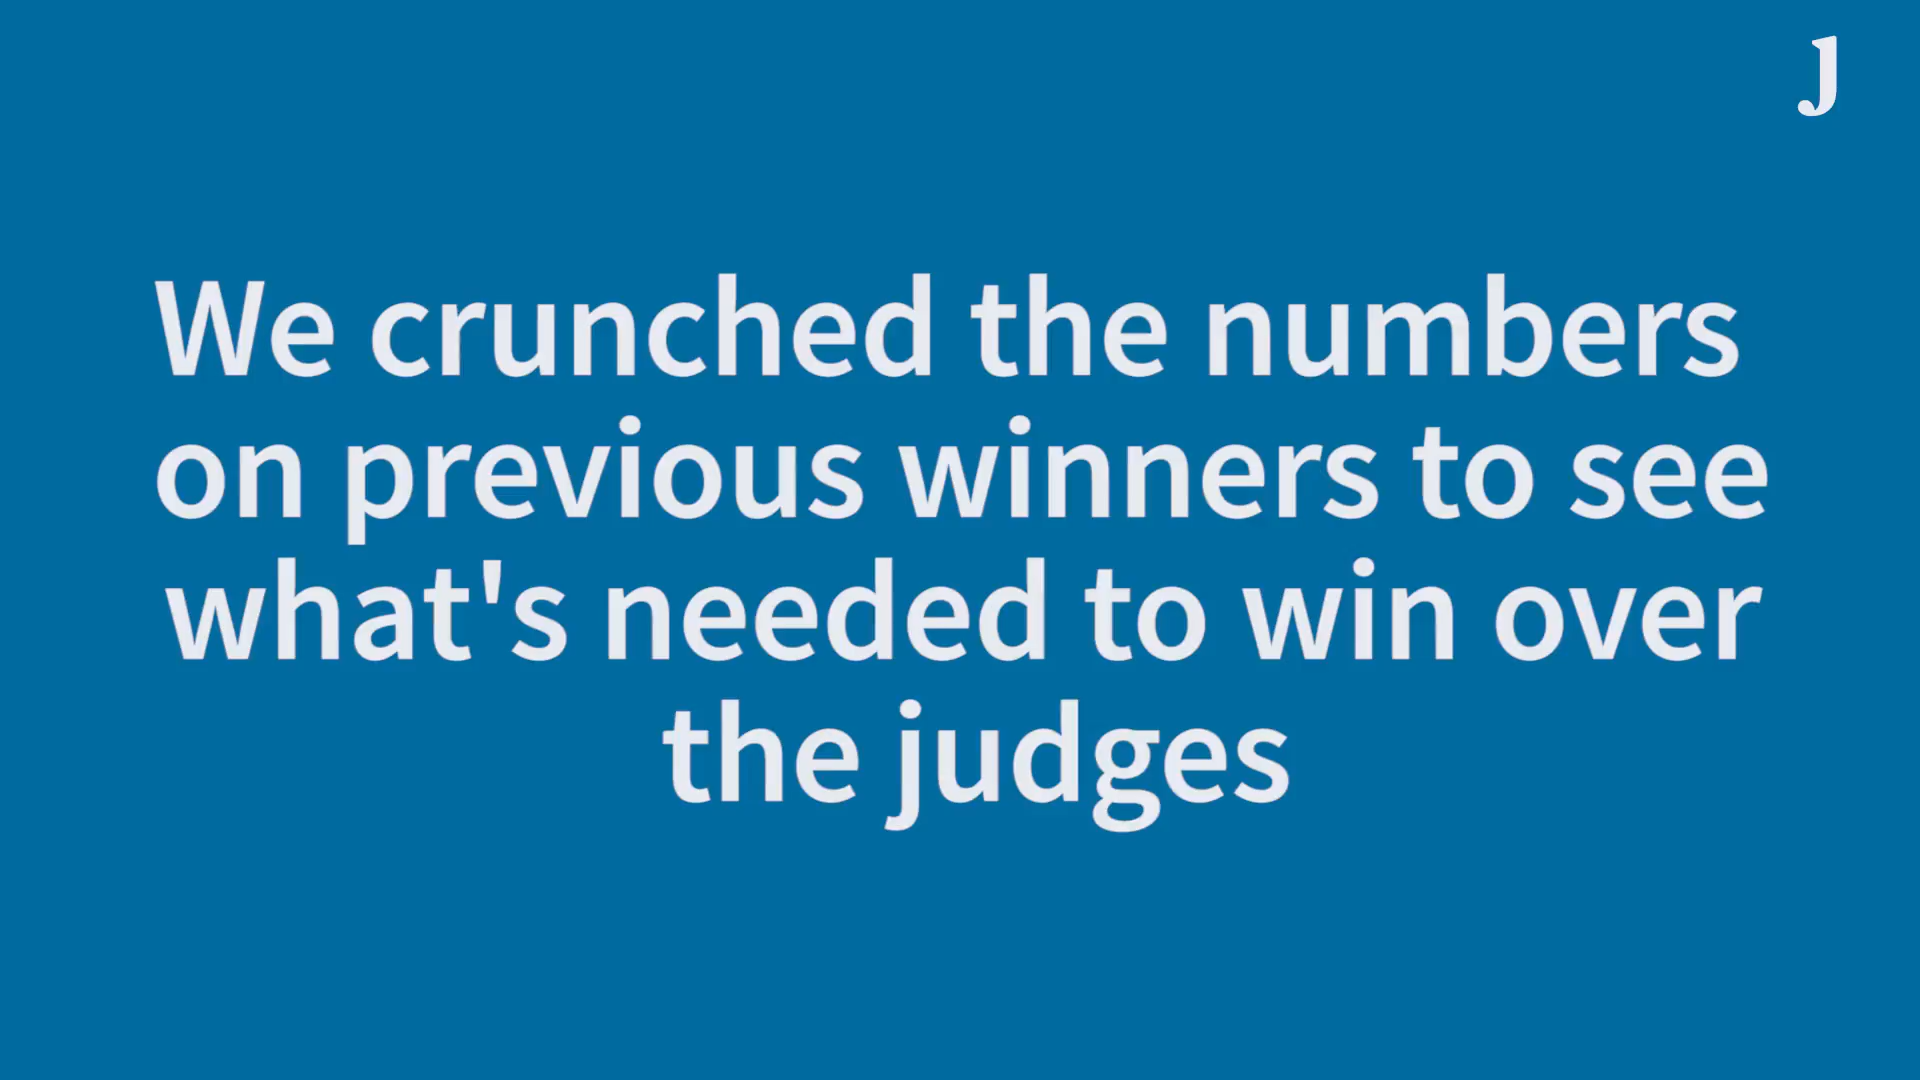 J
We crunched the numbers
on previous winners to see
what's needed to win over
the judges